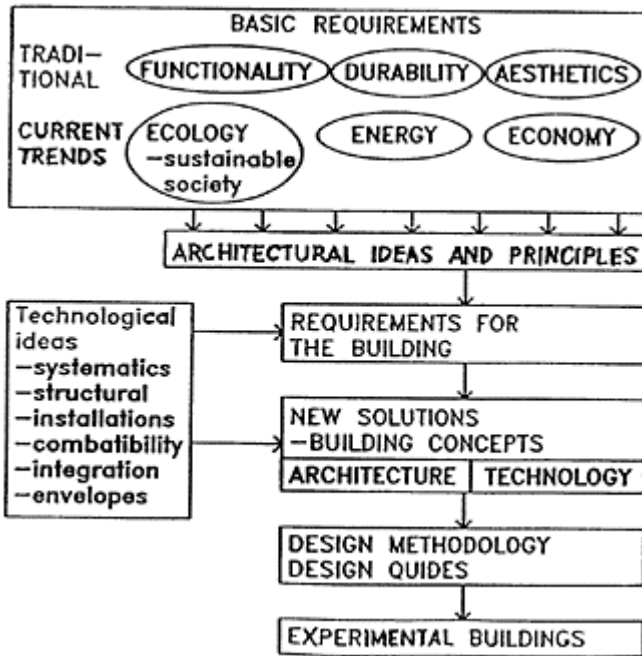 BASIC REQUIREMENTS
TRADI-
TIONAL
FUNCTIONALITY DURABILITY AESTHETICS
CURRENT
TRENDS
ECOLOGY
-sustainable
society
ENERGY ECONOMY
ARCHITECTURAL IDEAS AND PRINCIPLES
Technological
ideas
-systematics
-structural
-installations
-combatibility
-integration
-envelopes
REQUIREMENTS FOR
THE BUILDING
NEW SOLUTIONS
-BUILDING CONCEPTS
ARCHITECTURE TECHNOLOGY
DESIGN METHODOLOGY
DESIGN QUIDES
EXPERIMENTAL BUILDINGS